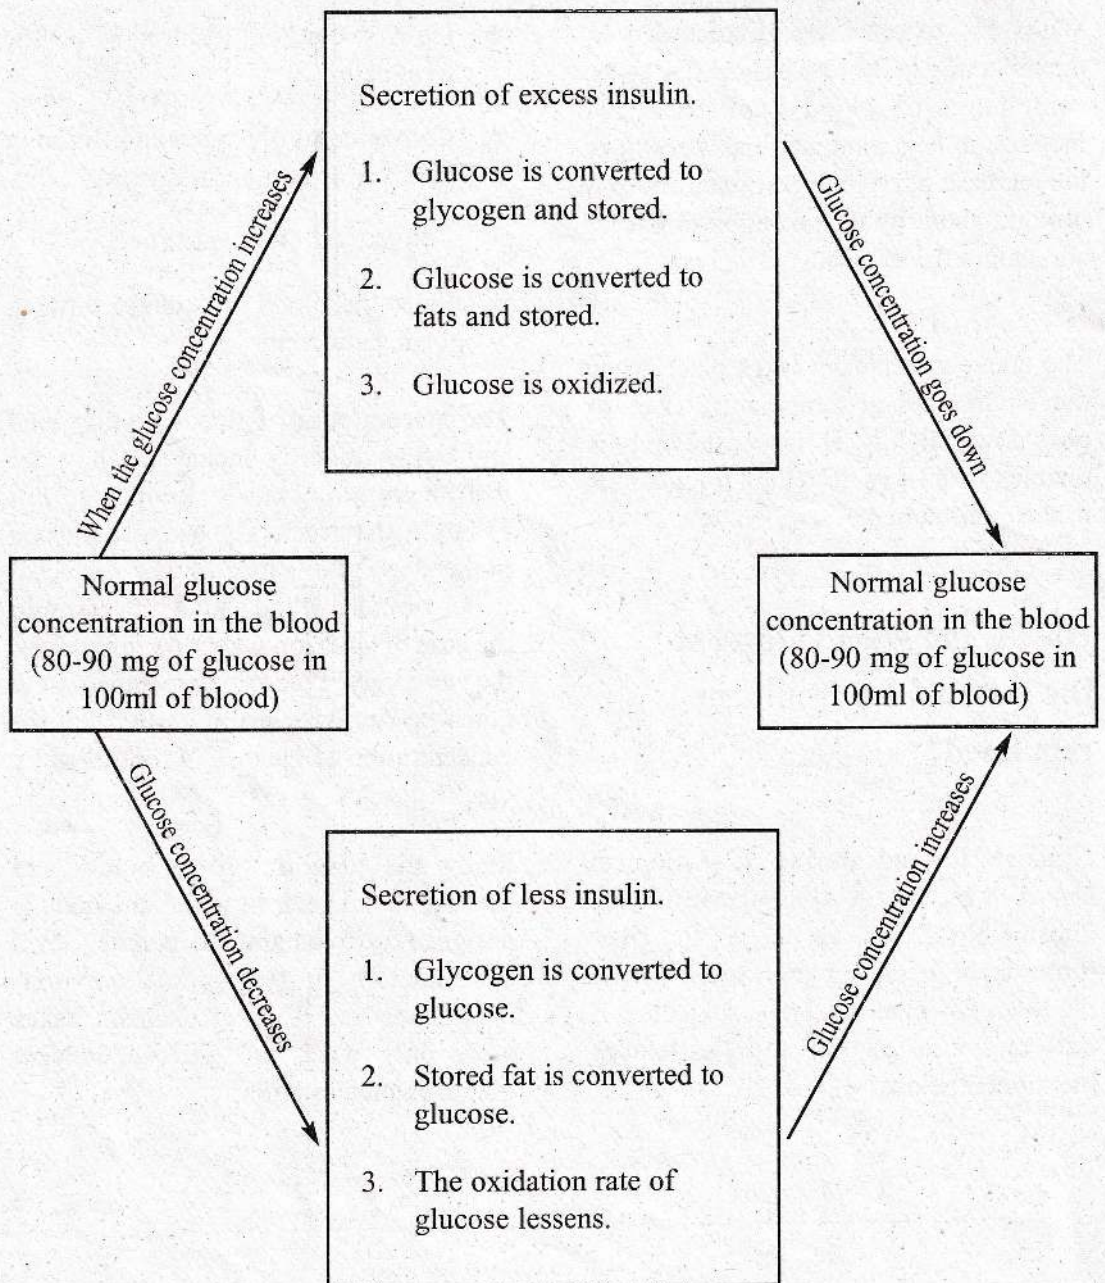 Secretion of excess insulin.
1. Glucose is converted to
glycogen and stored.
2. Glucose is converted to
fats and stored.
3. Glucose is oxidized.
When the glucose concentration increases
Glucose concentration goes down
Normal glucose
concentration in the blood
(80-90 mg of glucose in
100ml of blood)
Normal glucose
concentration in the blood
(80-90 mg of glucose in
100ml of blood)
Glucose concentration decreases
Glucose concentration increases
Secretion of less insulin.
1. Glycogen is converted to
glucose.
2. Stored fat is converted to
glucose.
3. The oxidation rate of
glucose lessens.